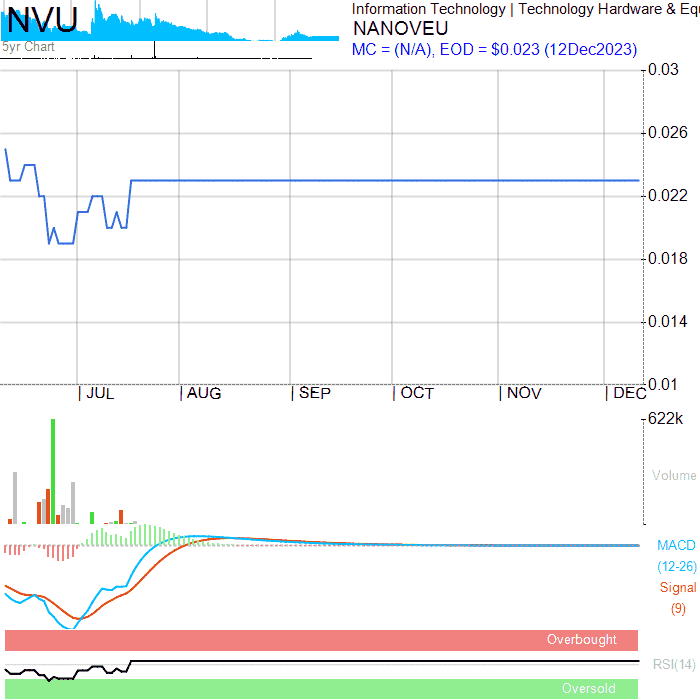 NVU
5yr Chart
Information Technology | Technology Hardware & Equ
NANOVEU
MC = (N/A), EOD = $0.023 (12Dec2023)
0.03
0.026
0.022
0.018
0.014
0.01
| JUL | AUG | SEP | OCT | NOV | DEC
622k
Volume
MACD
(12-26)
Signal
(9)
Overbought
RSI(14)
Oversold